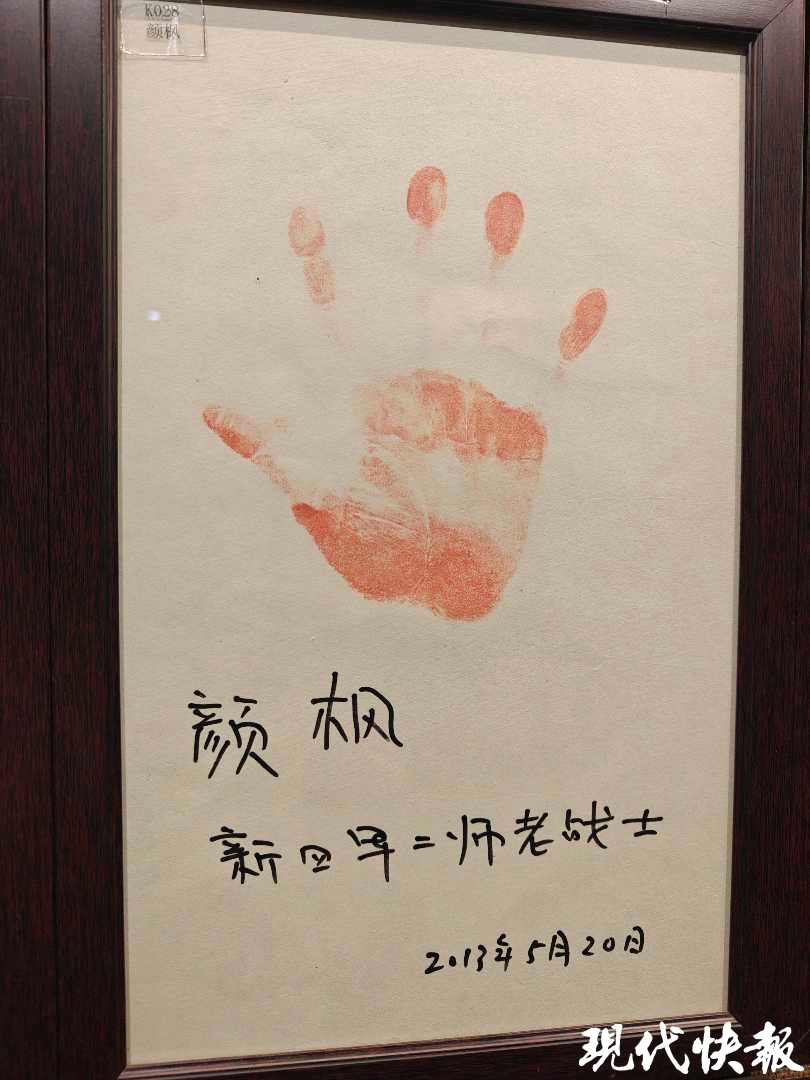 K028
颜枫
颜枫
新四军二师老战士
2013年5月20日
现代快報